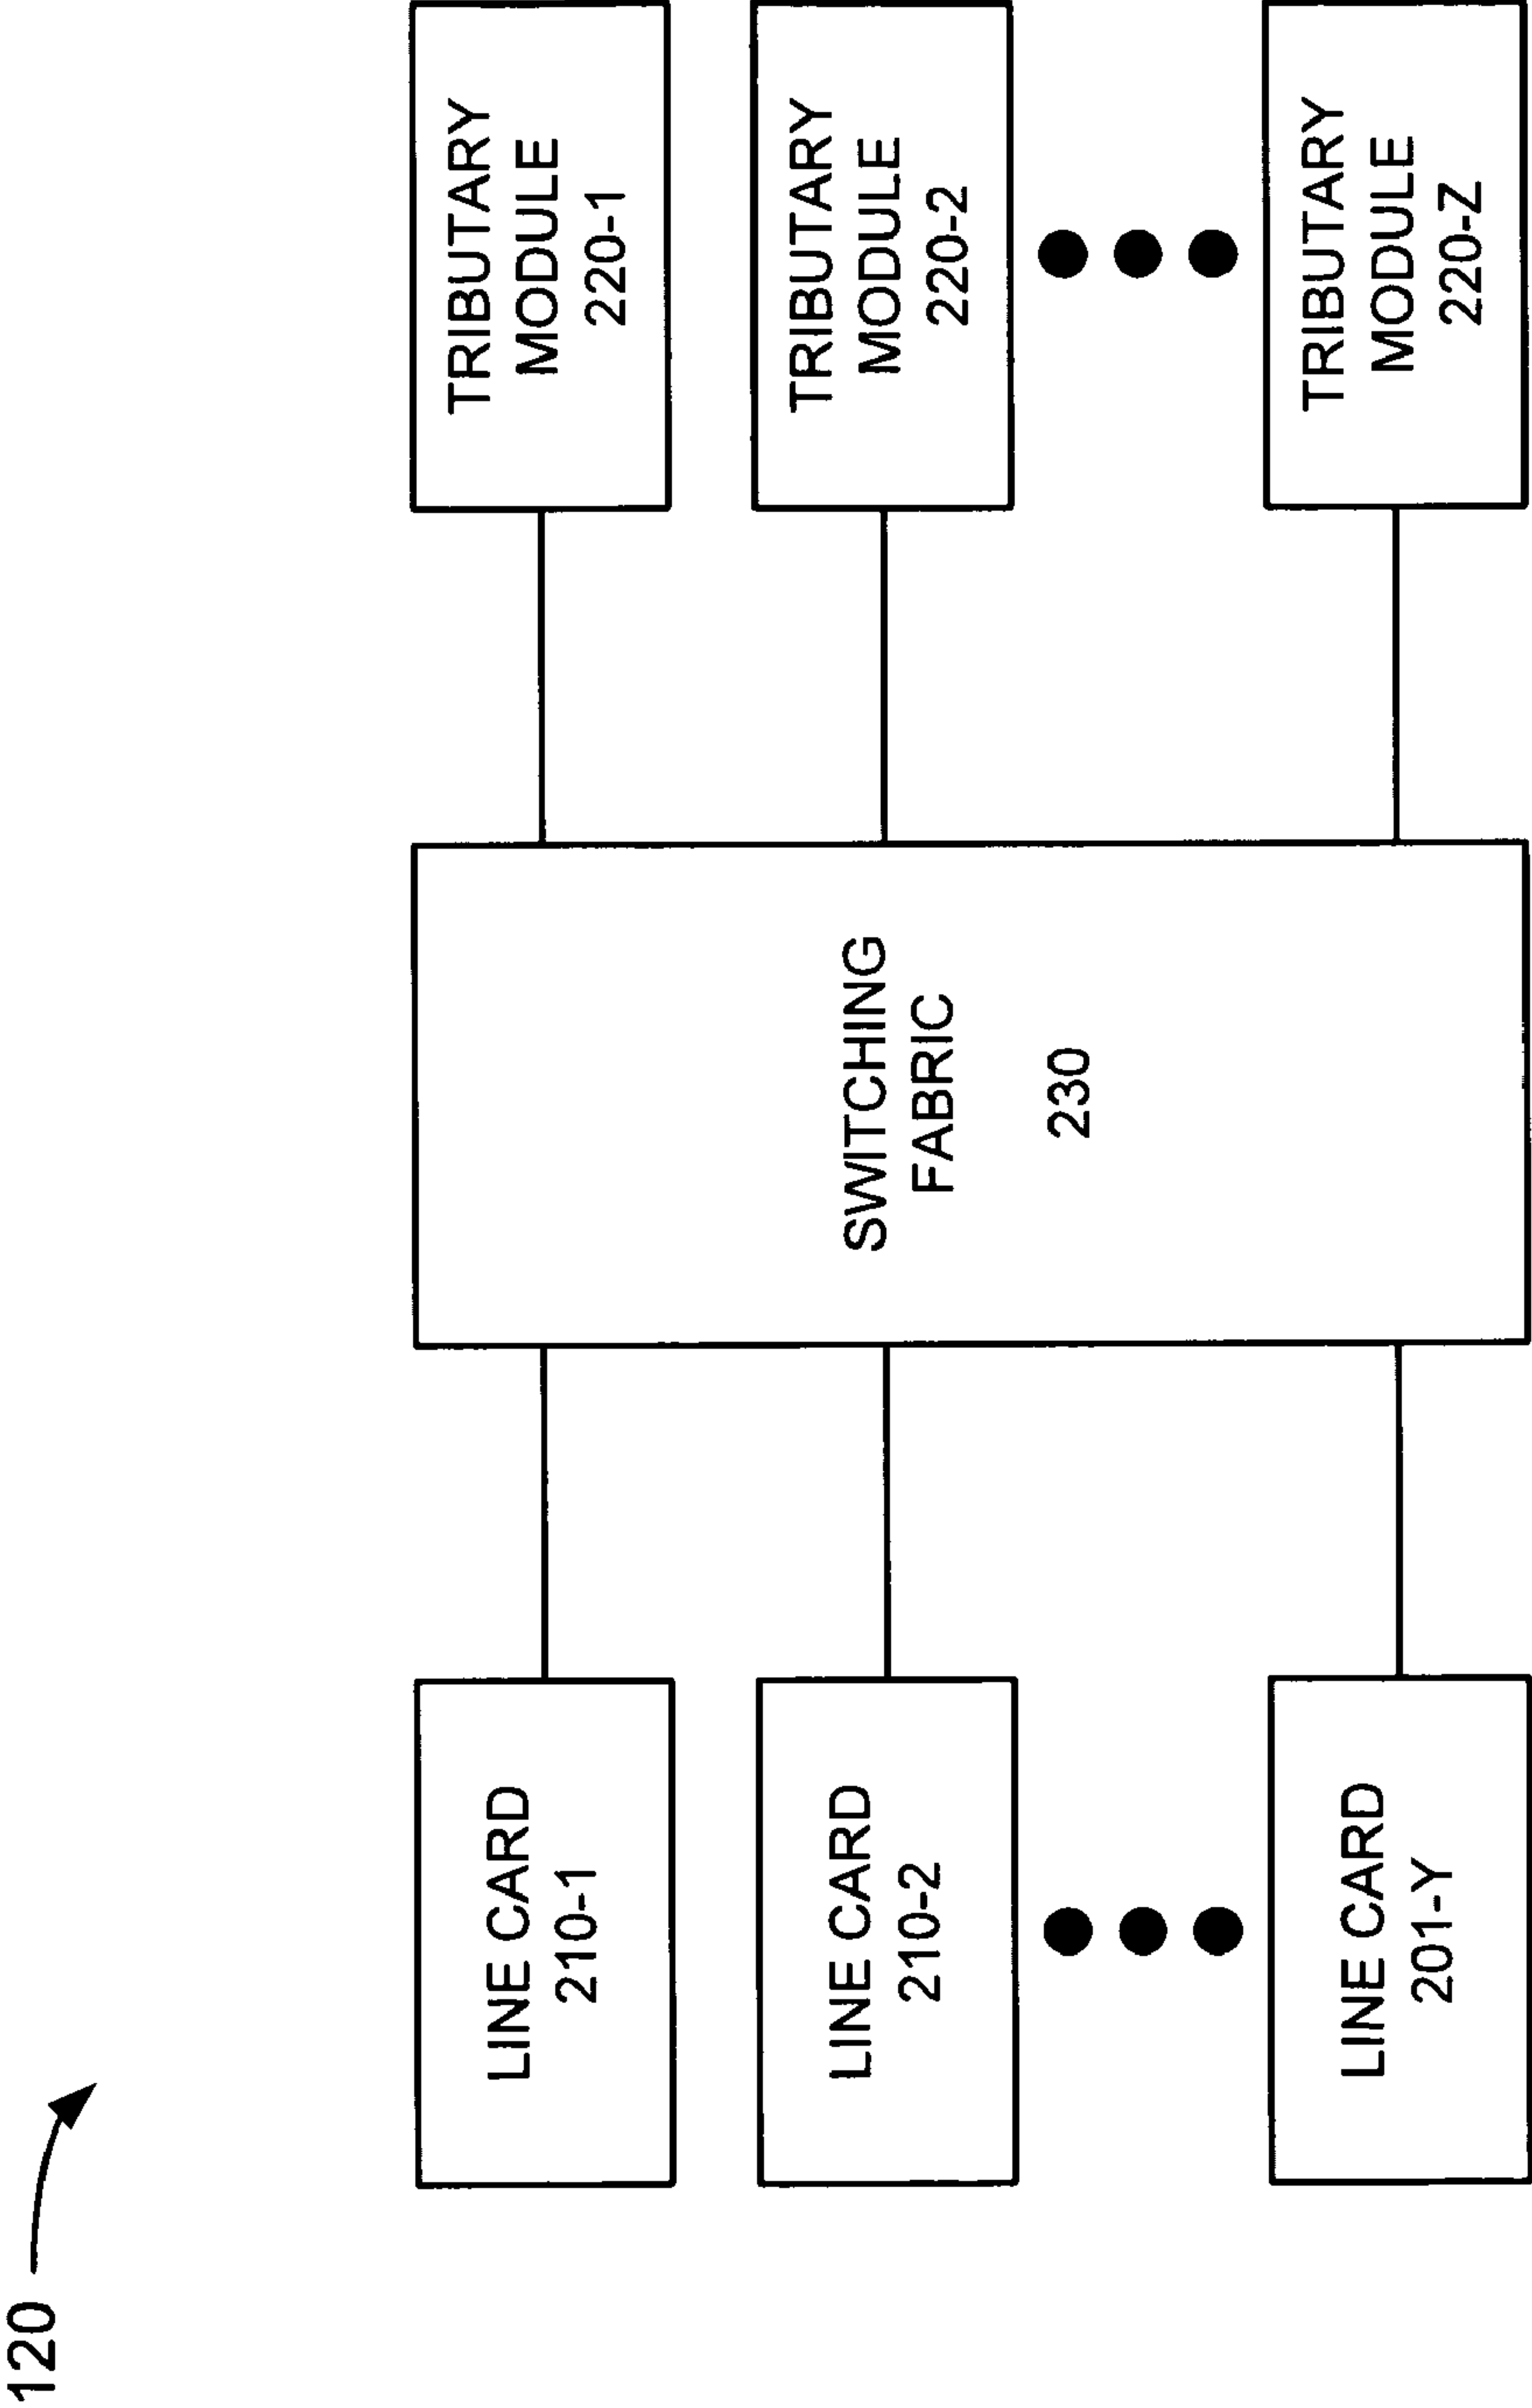 120
LINE CARD
210-1
LINE CARD
210-2
LINE CARD
201-Y
SWITCHING
FABRIC
230
TRIBUTARY
MODULE
220-1
TRIBUTARY
MODULE
220-2
TRIBUTARY
MODULE
220-Z